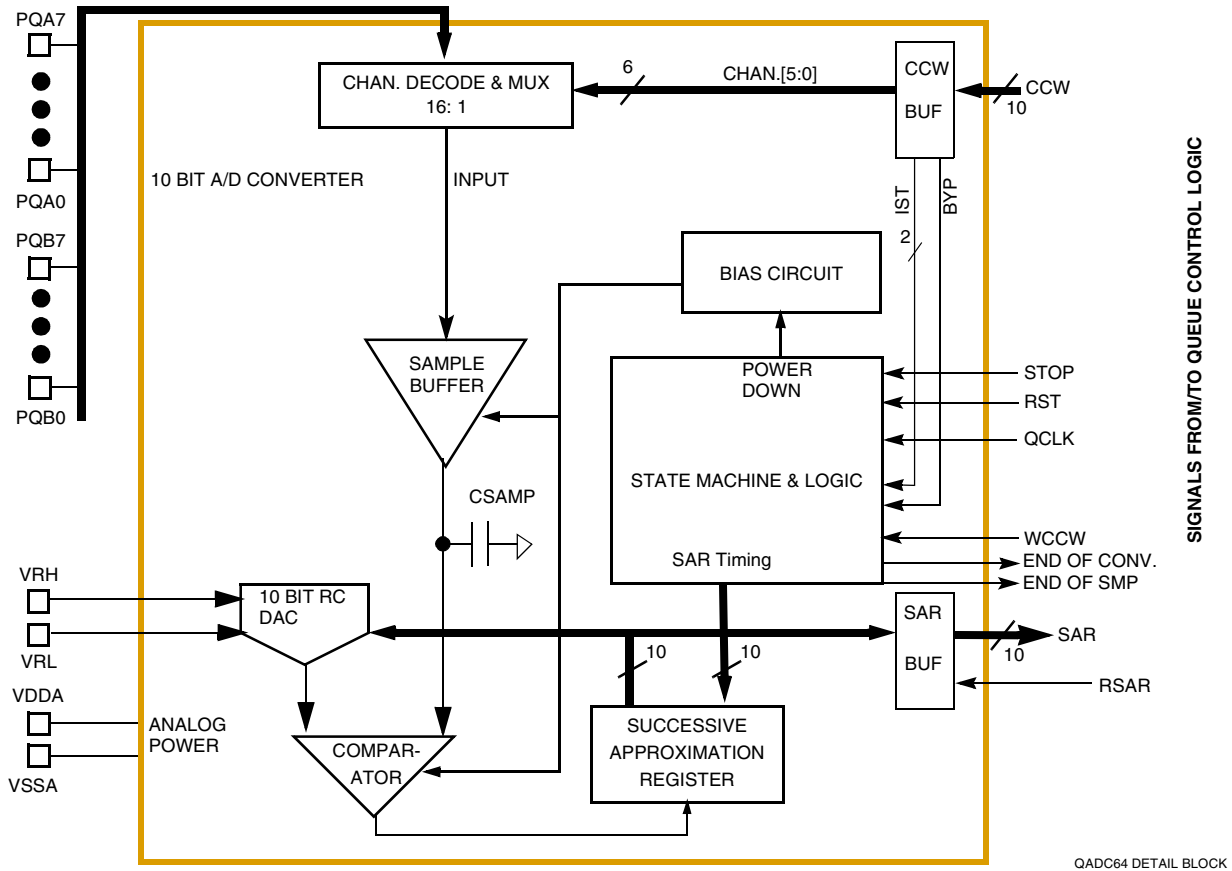 PQA7
PQA0
PQB7
PQB0
VRH
VRL
VDDA
VSSA
CHAN. DECODE & MUX
16: 1
6
CHAN.[5:0]
CCW
BUF
10
CCW
10 BIT A/D CONVERTER
INPUT
IST
BYP
2
BIAS CIRCUIT
SAMPLE
BUFFER
POWER
DOWN
STATE MACHINE & LOGIC
SAR Timing
STOP
RST
QCLK
WCCW
END OF CONV.
END OF SMP
CSAMP
10 BIT RC
DAC
10
10
SAR
BUF
10
SAR
RSAR
ANALOG
POWER
COMPAR-
ATOR
SUCCESSIVE
APPROXIMATION
REGISTER
SIGNALS FROM/TO QUEUE CONTROL LOGIC
QADC64 DETAIL BLOCK